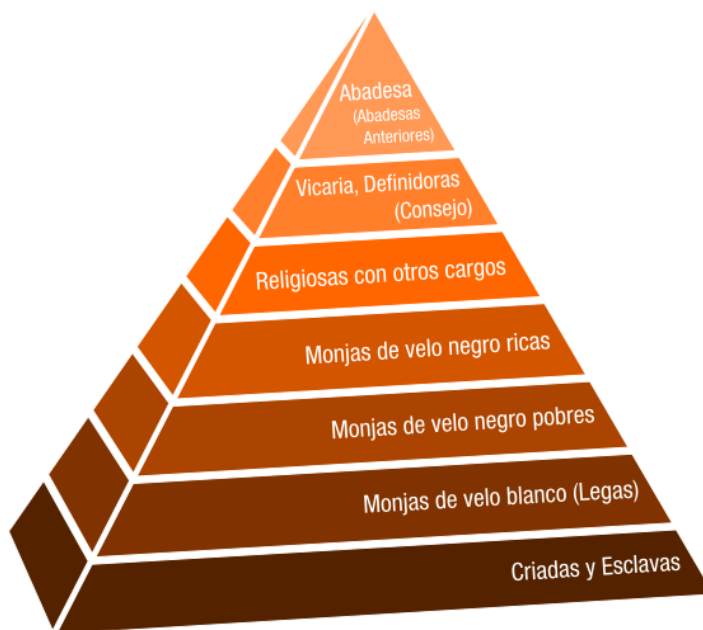 Abadesa
(Abadesas
Anteriores)
Vicaria, Definidoras
(Consejo)
Religiosas con otros cargos
Monjas de velo negro ricas
Monjas de velo negro pobres
Monjas de velo blanco (Legas)
Criadas y Esclavas